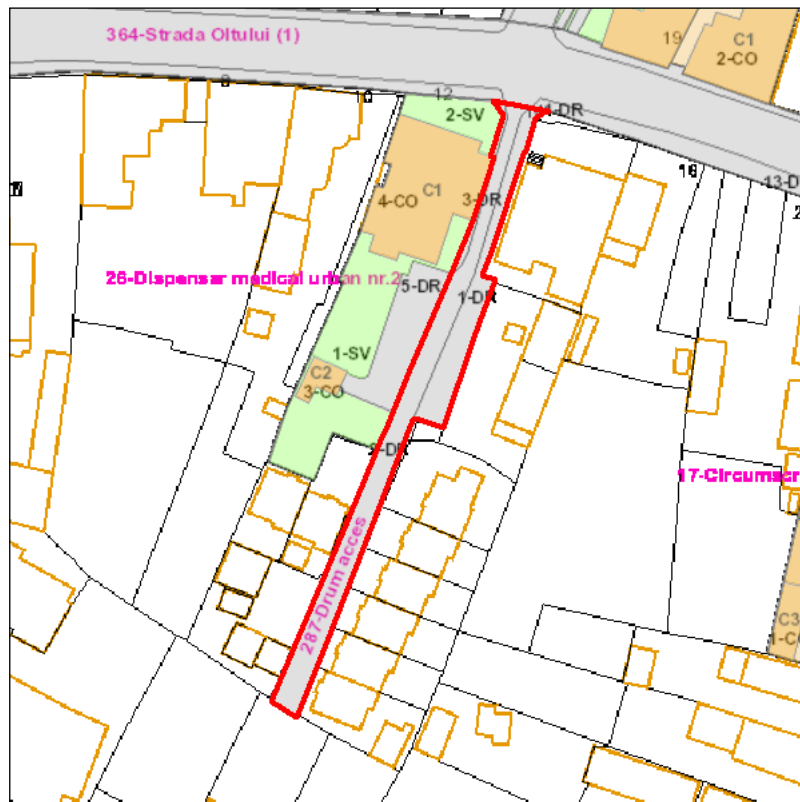 364-Strada Oltului (1)
19
C1
2-CO
12
2-SV
4-DR
16
13-D
C1
4-CO
3-DR
26-Dispensar medical urban nr.2
5-DR
1-DR
1-SV
C2
3-CO
2-DR
17-Circumscr
287-Drum acces
C3
1-CO